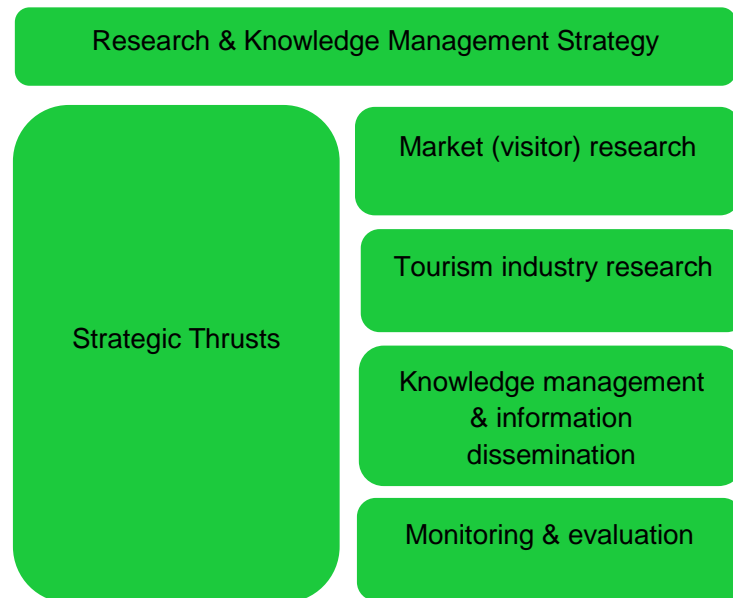 Research & Knowledge Management Strategy
Strategic Thrusts
Market (visitor) research
Tourism industry research
Knowledge management
& information
dissemination
Monitoring & evaluation